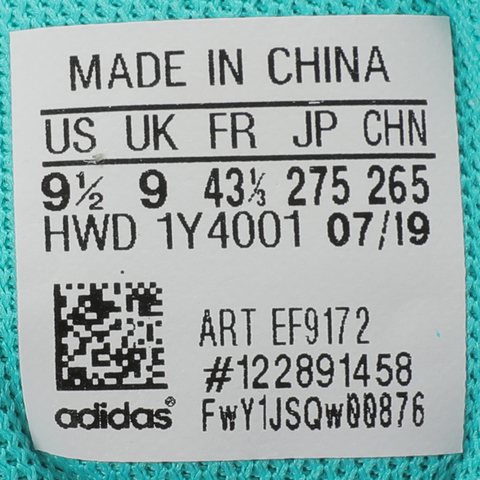 MADE IN CHINA
US UK FR JP CHN
9½ 9 43⅓ 275 265
HWD 1Y4001 07/19
ART EF9172
#122891458
FwY1JSQw00876
adidas®